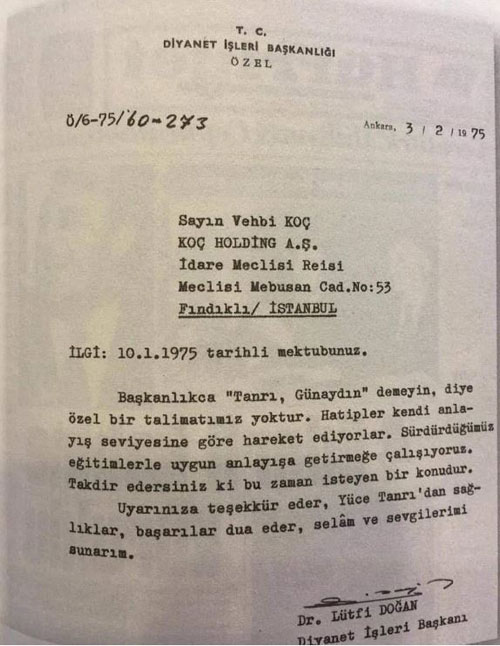 T. C.
DİYANET İŞLERİ BAŞKANLIĞI
ÖZEL
Ö/6-75/60-273
Ankara, 3 / 2 / 1975
Sayın Vehbi KOÇ
KOÇ HOLDİNG A.Ş.
İdare Meclisi Reisi
Meclisi Mebusan Cad.No:53
Fındıklı/ İSTANBUL
İLGİ: 10.1.1975 tarihli mektubunuz.
Başkanlıkca "Tanrı, Günaydın" demeyin, diye
özel bir talimatımız yoktur. Hatipler kendi anla-
yış seviyesine göre hareket ediyorlar. Sürdürdüğümüz
eğitimlerle uygun anlayışa getirmeğe çalışıyoruz.
Takdir edersiniz ki bu zaman isteyen bir konudur.
Uyarınıza teşekkür eder, Yüce Tanrı'dan sağ-
lıklar, başarılar dua eder, selâm ve sevgilerimi
sunarım.
Dr. Lûtfi DOĞAN
Diyanet İşleri Başkanı